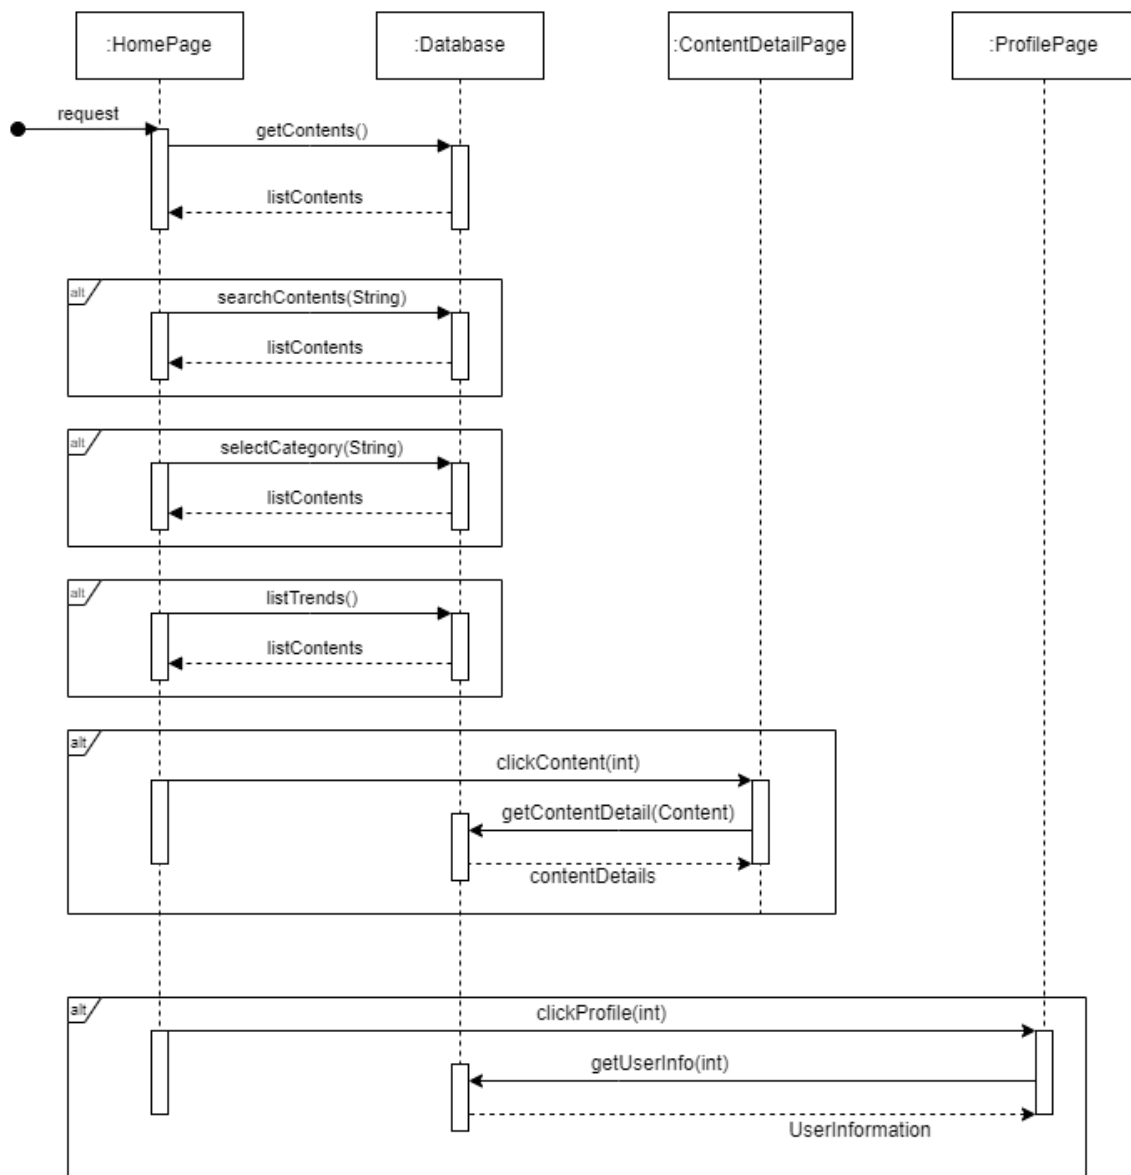 :HomePage
:Database
:ContentDetailPage
:ProfilePage
request
getContents()
listContents
alt
searchContents(String)
listContents
alt
selectCategory(String)
listContents
alt
listTrends()
listContents
alt
clickContent(int)
getContentDetail(Content)
contentDetails
alt
clickProfile(int)
getUserInfo(int)
UserInformation